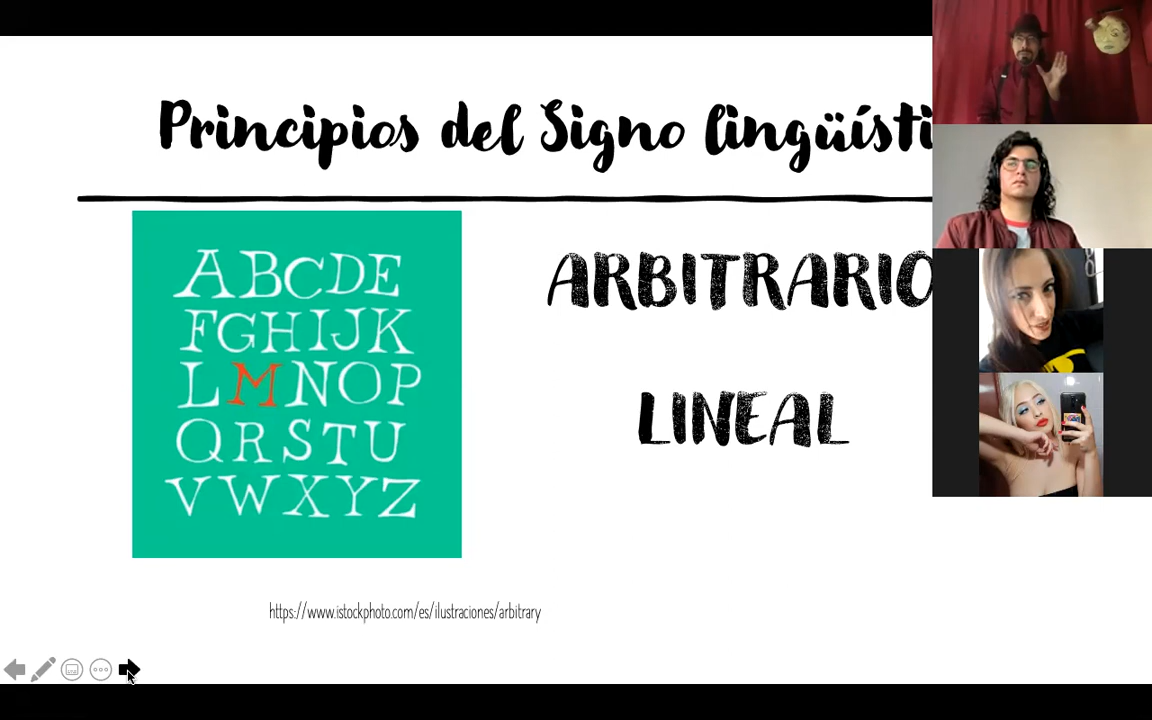 Principios del Signo lingüísti
ARBITRARIO
LINEAL
ABCDE
FGHIJK
LMNOP
QRSTU
VWXYZ
https://www.istockphoto.com/es/ilustraciones/arbitrary